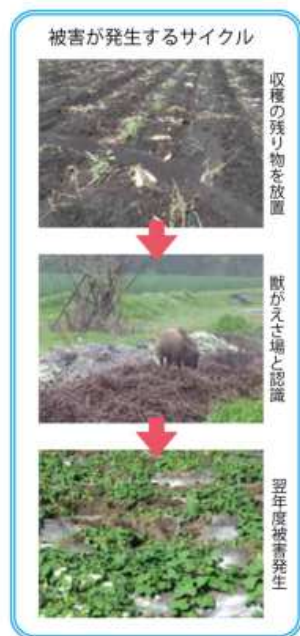 被害が発生するサイクル
収穫の残り物を放置
獣がえさ場と認識
翌年度被害発生